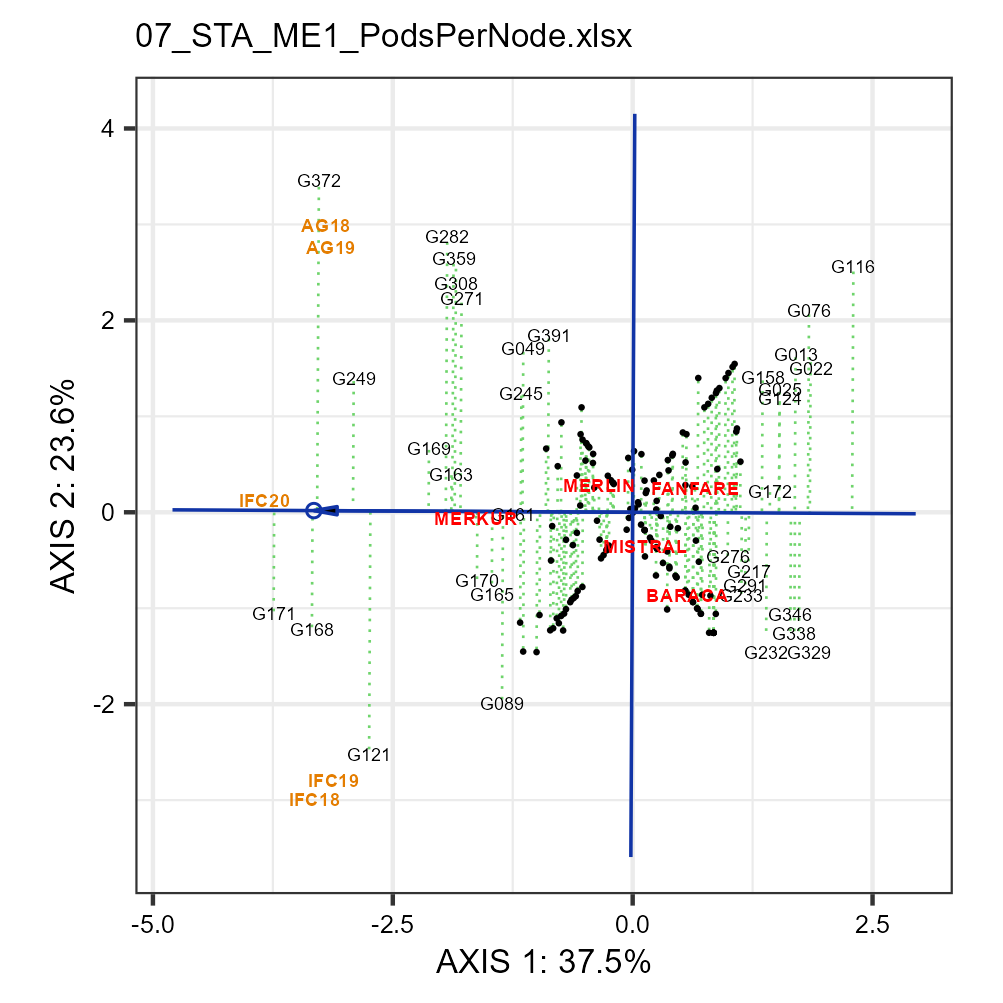 07_STA_ME1_PodsPerNode.xlsx
4
G372
AG18
AG19
G282
G359
G308
G271
G116
G076
2
G391
G049
G013
G022
G158
G025
G124
G249
G245
G169
G163
G172
MERLIN
FANFARE
IFC20
0
MERKUR
G181
MISTRAL
G276
G217
G291
G233
BARACA
G170
G165
G171
G168
G346
G338
G232
G329
-2
G089
G121
IFC19
IFC18
AXIS 2: 23.6%
-5.0
-2.5
0.0
2.5
AXIS 1: 37.5%